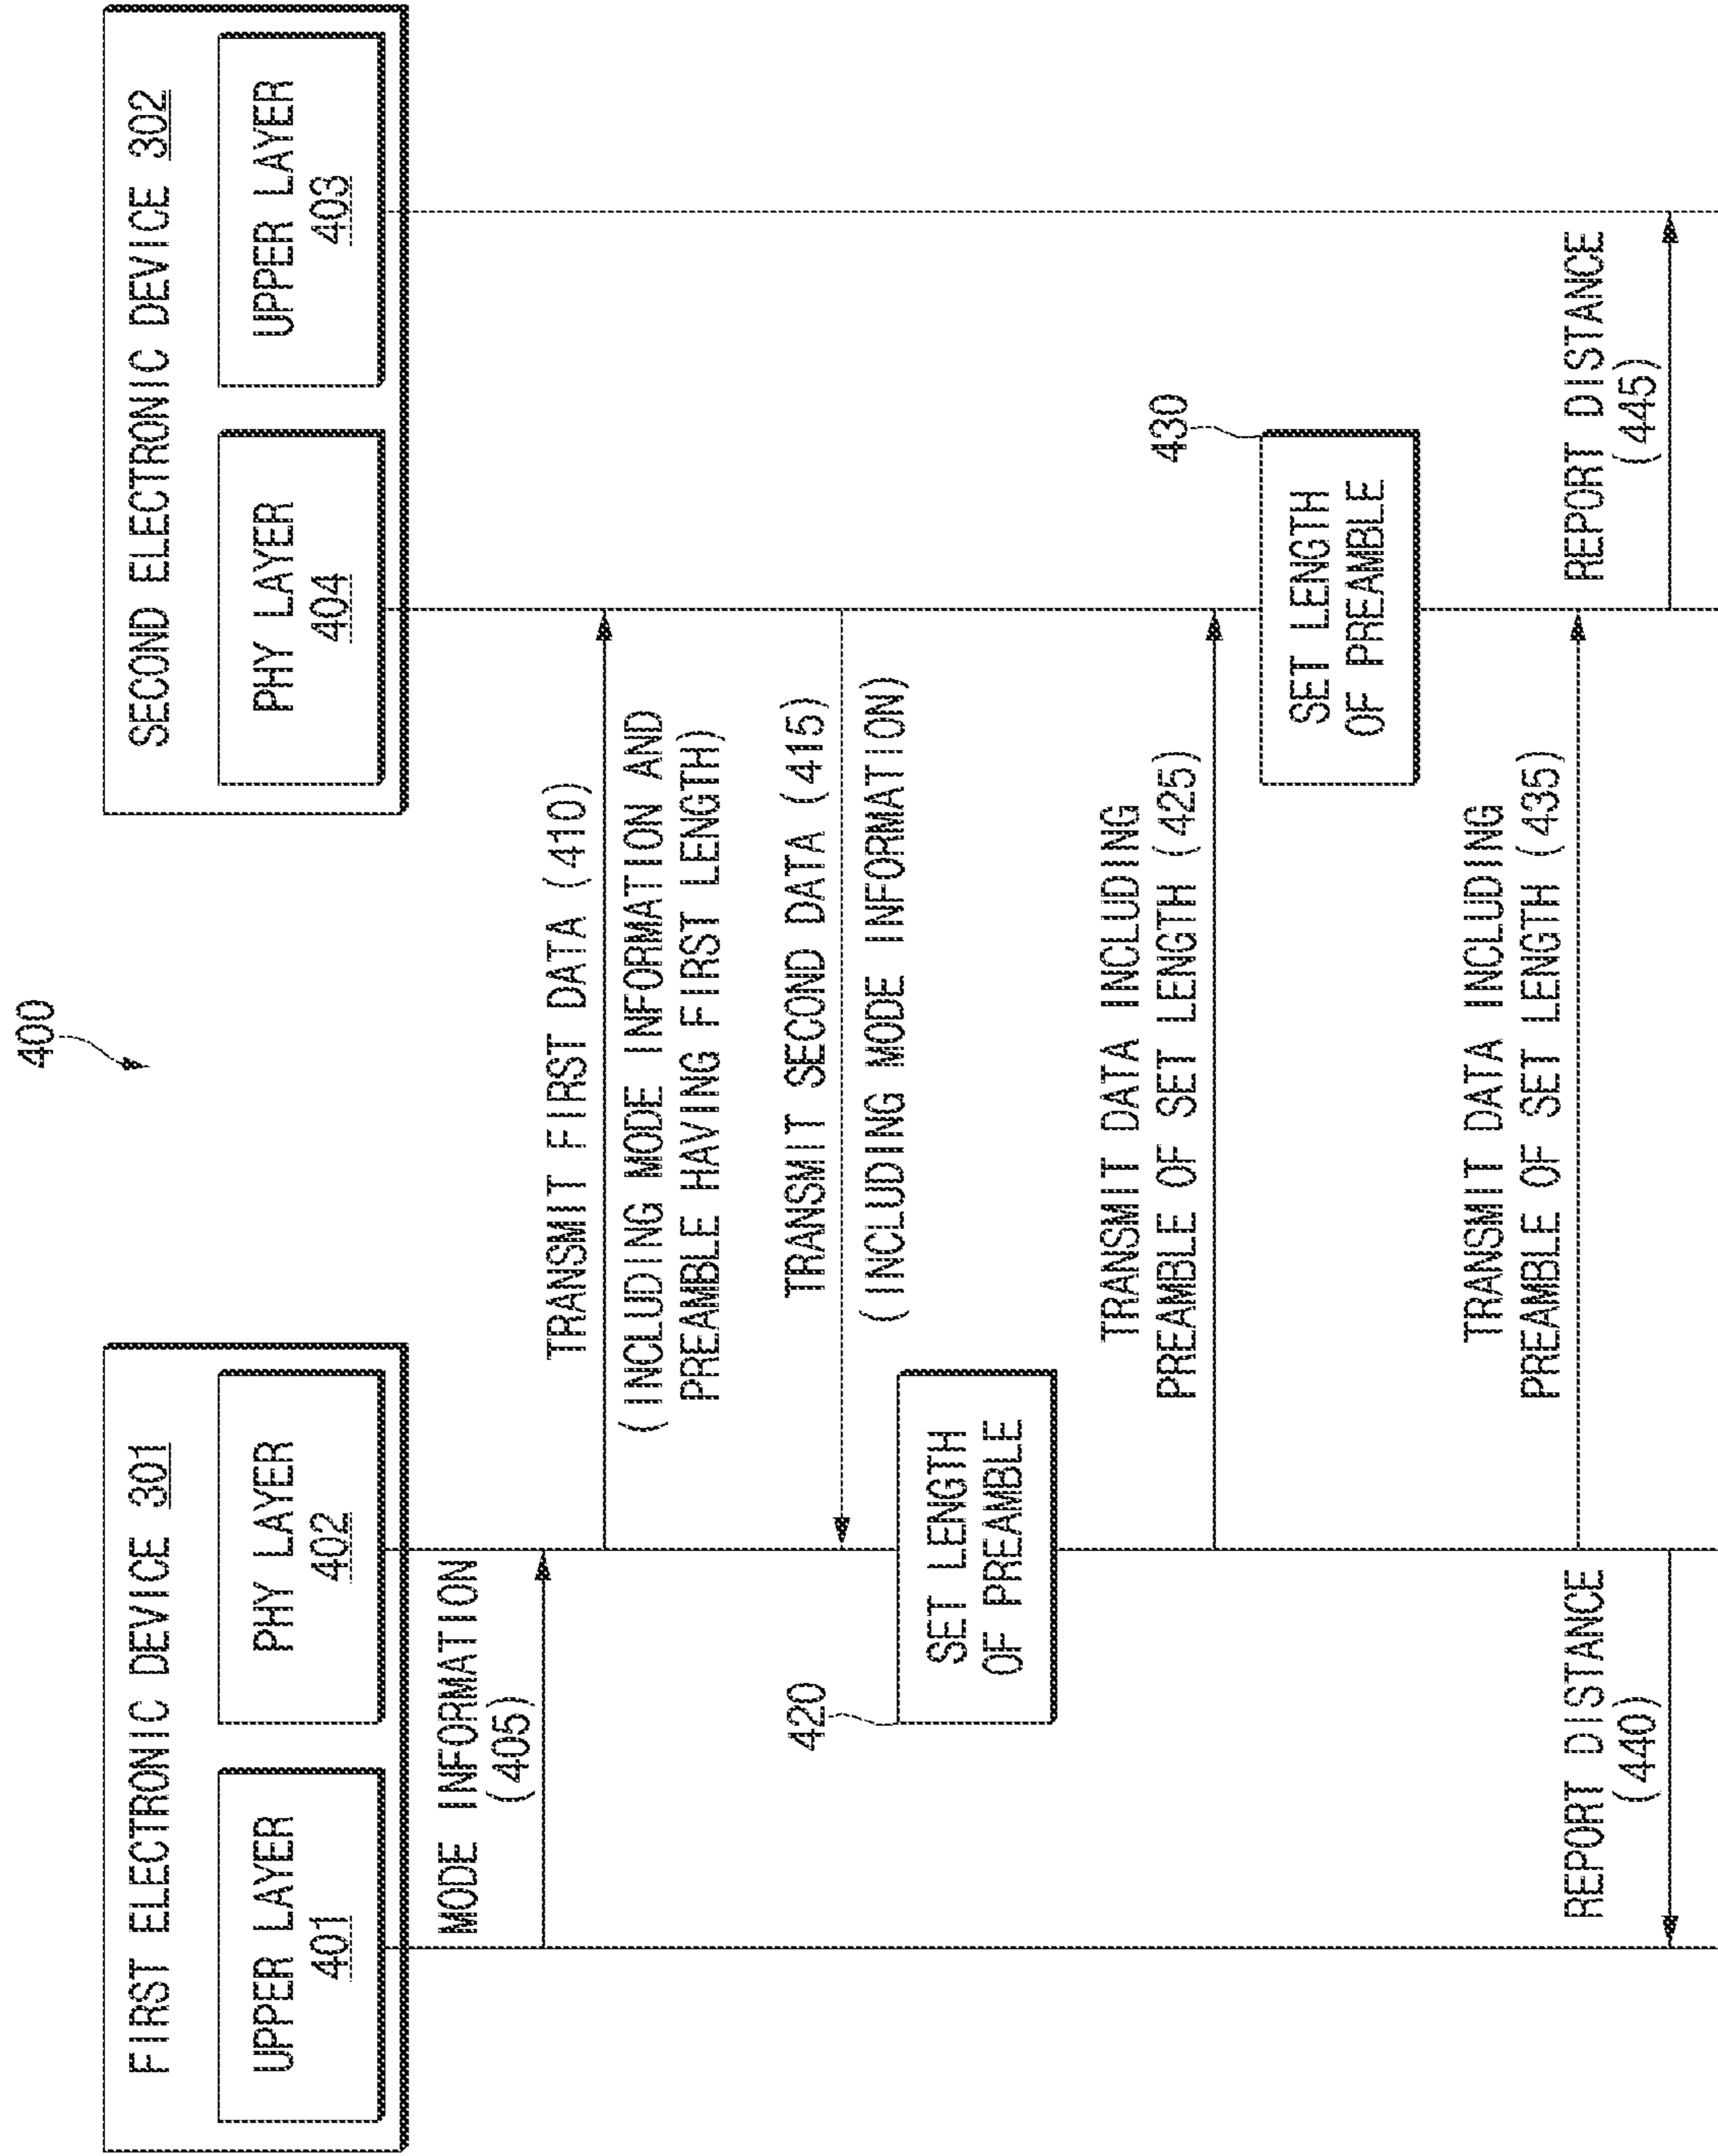 400
FIRST ELECTRONIC DEVICE 301
UPPER LAYER
401
PHY LAYER
402
SECOND ELECTRONIC DEVICE 302
PHY LAYER
404
UPPER LAYER
403
MODE INFORMATION
(405)
TRANSMIT FIRST DATA (410)
(INCLUDING MODE INFORMATION AND
PREAMBLE HAVING FIRST LENGTH)
TRANSMIT SECOND DATA (415)
(INCLUDING MODE INFORMATION)
420
SET LENGTH
OF PREAMBLE
TRANSMIT DATA INCLUDING
PREAMBLE OF SET LENGTH (425)
430
SET LENGTH
OF PREAMBLE
TRANSMIT DATA INCLUDING
PREAMBLE OF SET LENGTH (435)
REPORT DISTANCE
(440)
REPORT DISTANCE
(445)